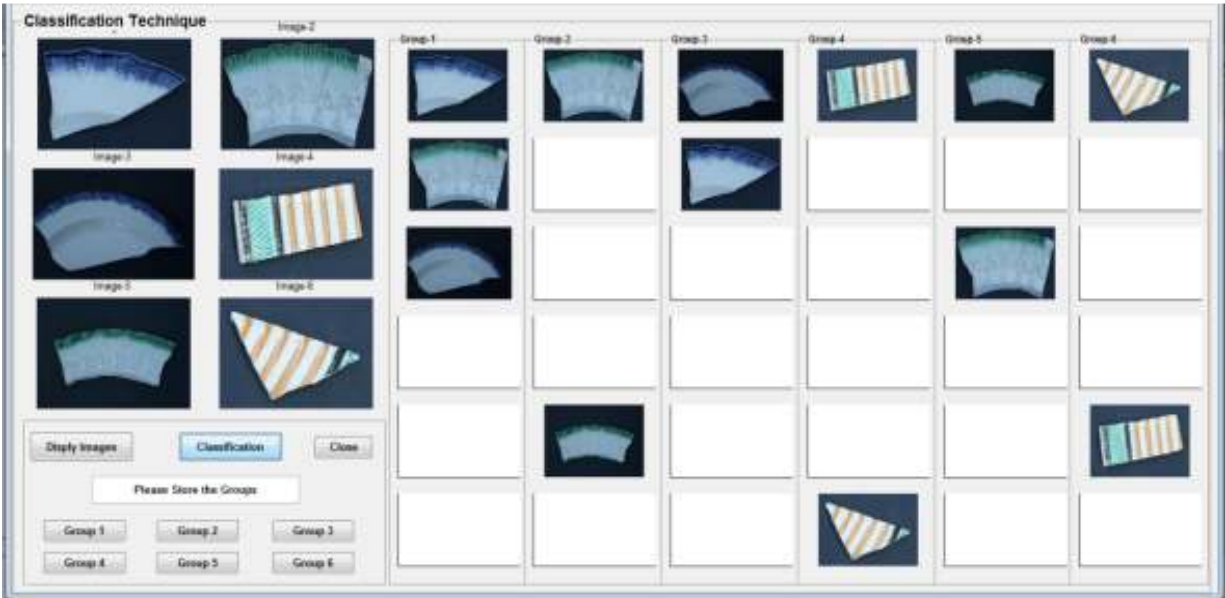 Classification Technique
Image-2
Image-3
Image-4
Image-5
Image-6
Group-1
Group-2
Group-3
Group-4
Group-5
Group-6
Disply Images
Classification
Close
Please Store the Groups
Group 1
Group 2
Group 3
Group 4
Group 5
Group 6